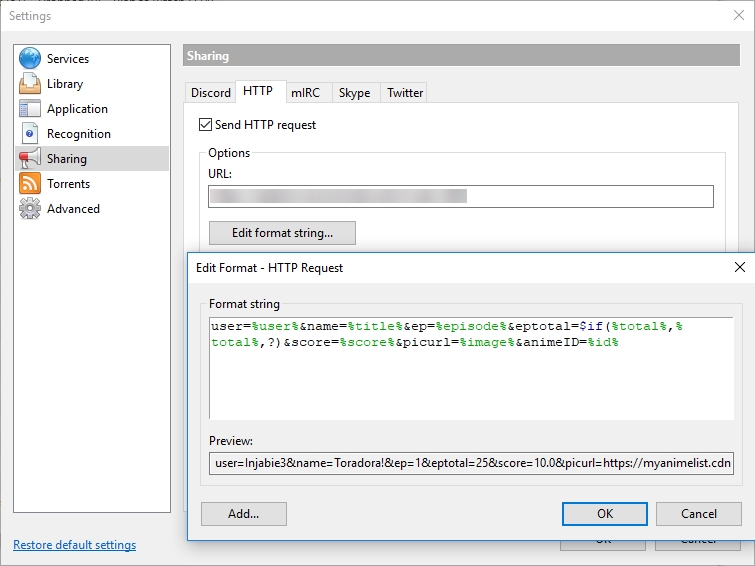 Settings
Services
Library
Application
Recognition
Sharing
Torrents
Advanced
Restore default settings
Sharing
Discord
HTTP
mIRC
Skype
Twitter
Send HTTP request
Options
URL:
Edit format string...
Edit Format - HTTP Request
Format string
user=%user%&name=%title%&ep=%episode%&eptotal=$if(%total%,%
total%,?)&score=%score%&picurl=%image%&animeID=%id%
Preview:
user=Injabie3&name=Toradora!&ep=1&eptotal=25&score=10.0&picurl=https://myanimelist.cdn
Add...
OK
Cancel